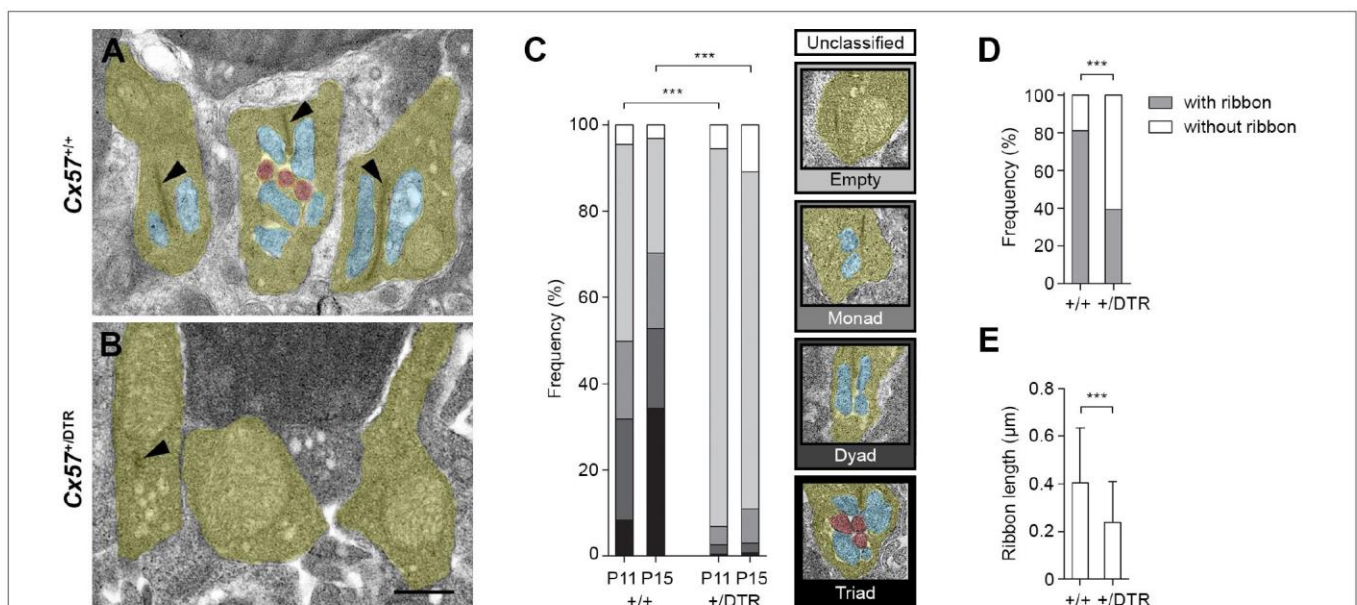 A
Cx57+/+
B
Cx57+/DTR
C
***
***
Frequency (%)
100
80
60
40
20
0
P11 P15 P11 P15
+/+ +/DTR
Unclassified
Empty
Monad
Dyad
Triad
D
***
Frequency (%)
100
80
60
40
20
0
+/+ +/DTR
with ribbon
without ribbon
E
***
Ribbon length (µm)
0.8
0.6
0.4
0.2
0
+/+ +/DTR